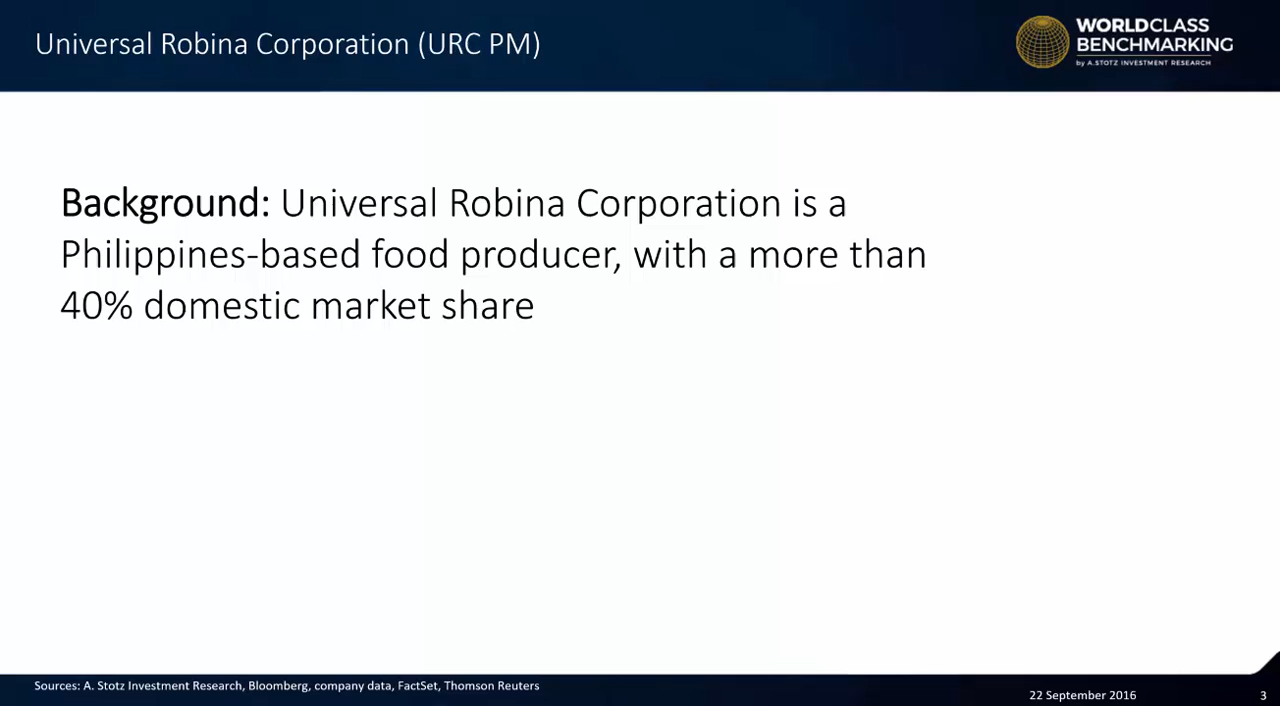 Universal Robina Corporation (URC PM)
WORLDCLASS
BENCHMARKING
by A.STOTZ INVESTMENT RESEARCH
Background: Universal Robina Corporation is a
Philippines-based food producer, with a more than
40% domestic market share
Sources: A. Stotz Investment Research, Bloomberg, company data, FactSet, Thomson Reuters
22 September 2016
3